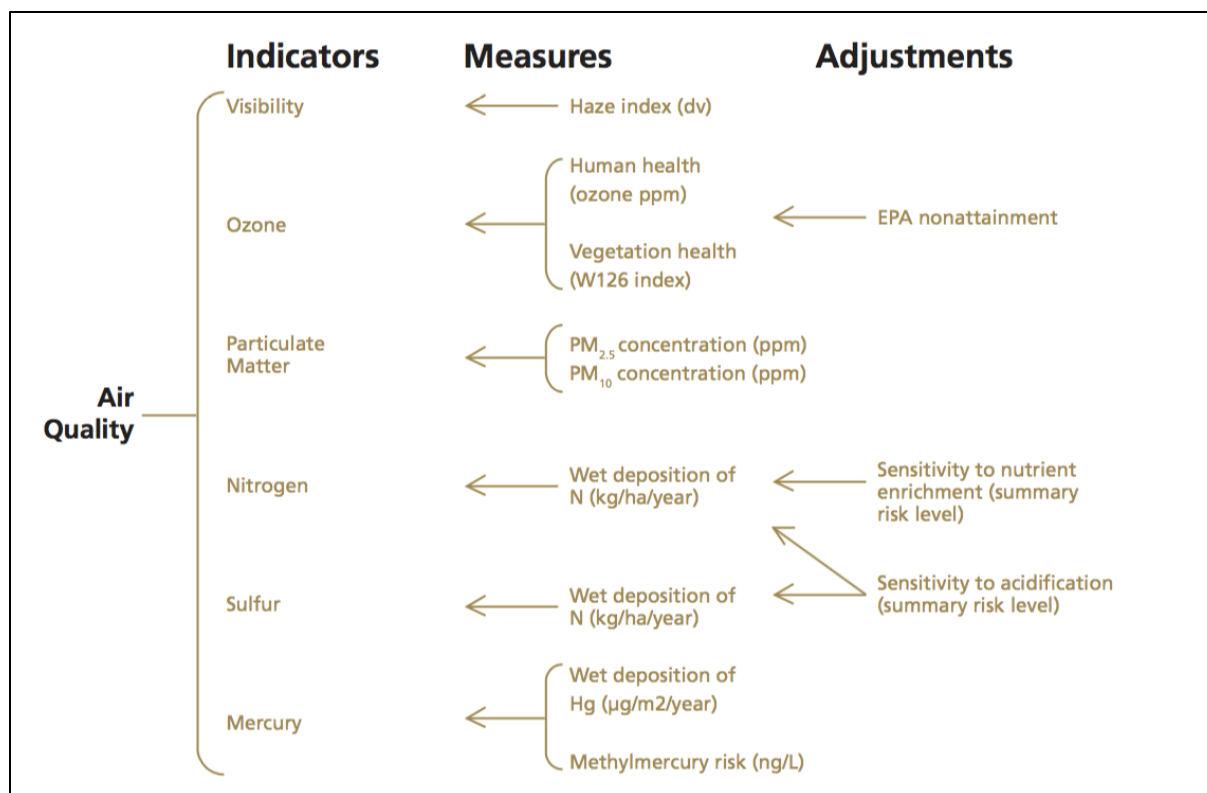 Indicators Measures Adjustments
Visibility
Haze index (dv)
Human health
(ozone ppm)
Ozone
EPA nonattainment
Vegetation health
(W126 index)
Particulate
Matter
PM2.5 concentration (ppm)
PM10 concentration (ppm)
Air
Quality
Nitrogen
Wet deposition of
N (kg/ha/year)
Sensitivity to nutrient
enrichment (summary
risk level)
Sulfur
Wet deposition of
N (kg/ha/year)
Sensitivity to acidification
(summary risk level)
Mercury
Wet deposition of
Hg (µg/m2/year)
Methylmercury risk (ng/L)